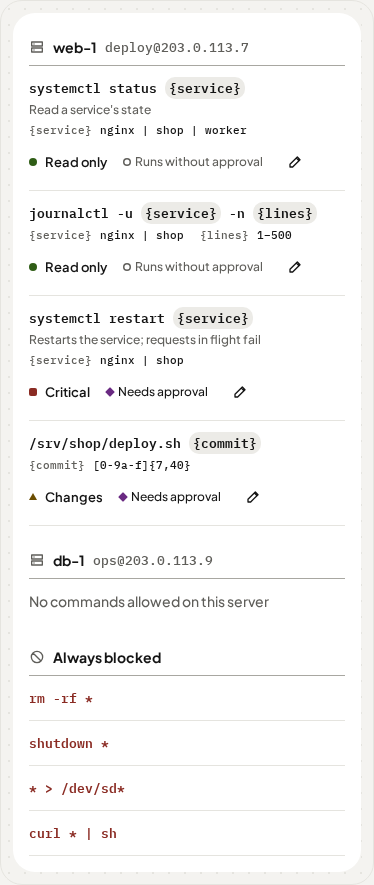 web-1 deploy@203.0.113.7
systemctl status {service}
Read a service's state
{service} nginx | shop | worker
Read only Runs without approval
journalctl -u {service} -n {lines}
{service} nginx | shop {lines} 1–500
Read only Runs without approval
systemctl restart {service}
Restarts the service; requests in flight fail
{service} nginx | shop
Critical Needs approval
/srv/shop/deploy.sh {commit}
{commit} [0-9a-f]{7,40}
Changes Needs approval
db-1 ops@203.0.113.9
No commands allowed on this server
Always blocked
rm -rf *
shutdown *
* > /dev/sd*
curl * | sh